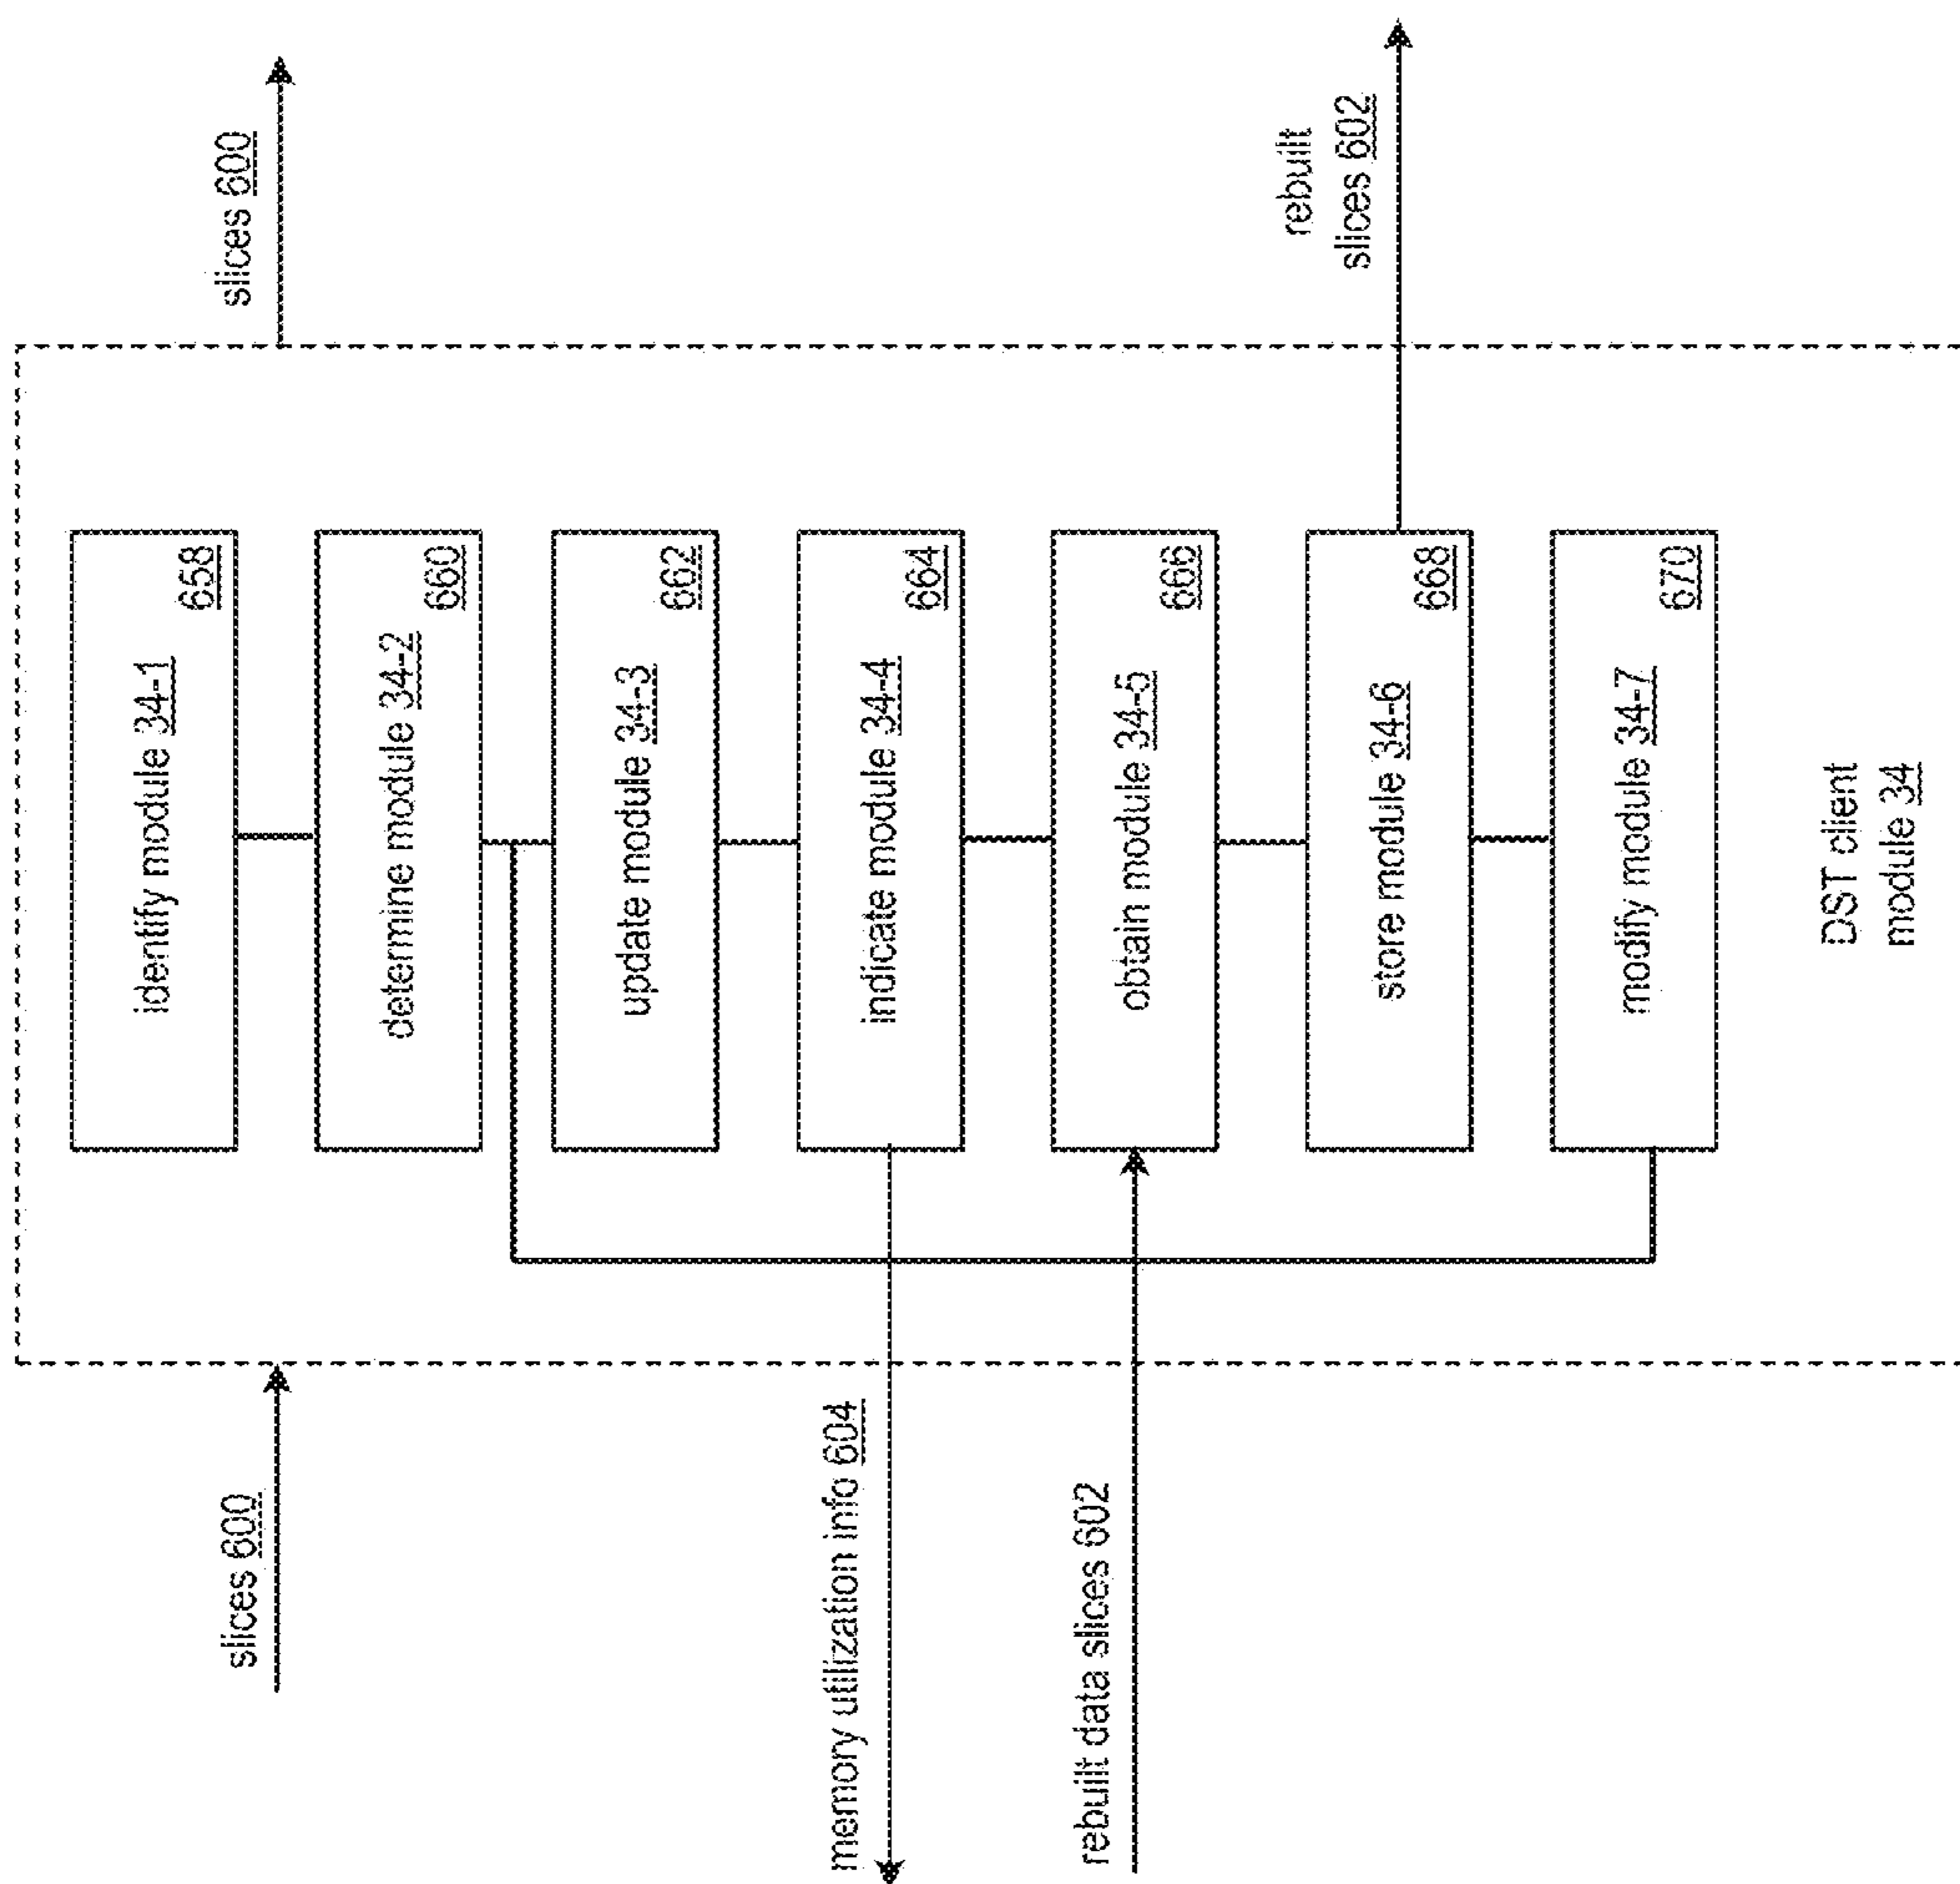 slices 600
memory utilization info 604
rebuilt data slices 602
identify module 34-1
658
determine module 34-2
660
update module 34-3
662
indicate module 34-4
664
obtain module 34-5
666
store module 34-6
668
modify module 34-7
670
DST client
module 34
slices 600
rebuilt
slices 602